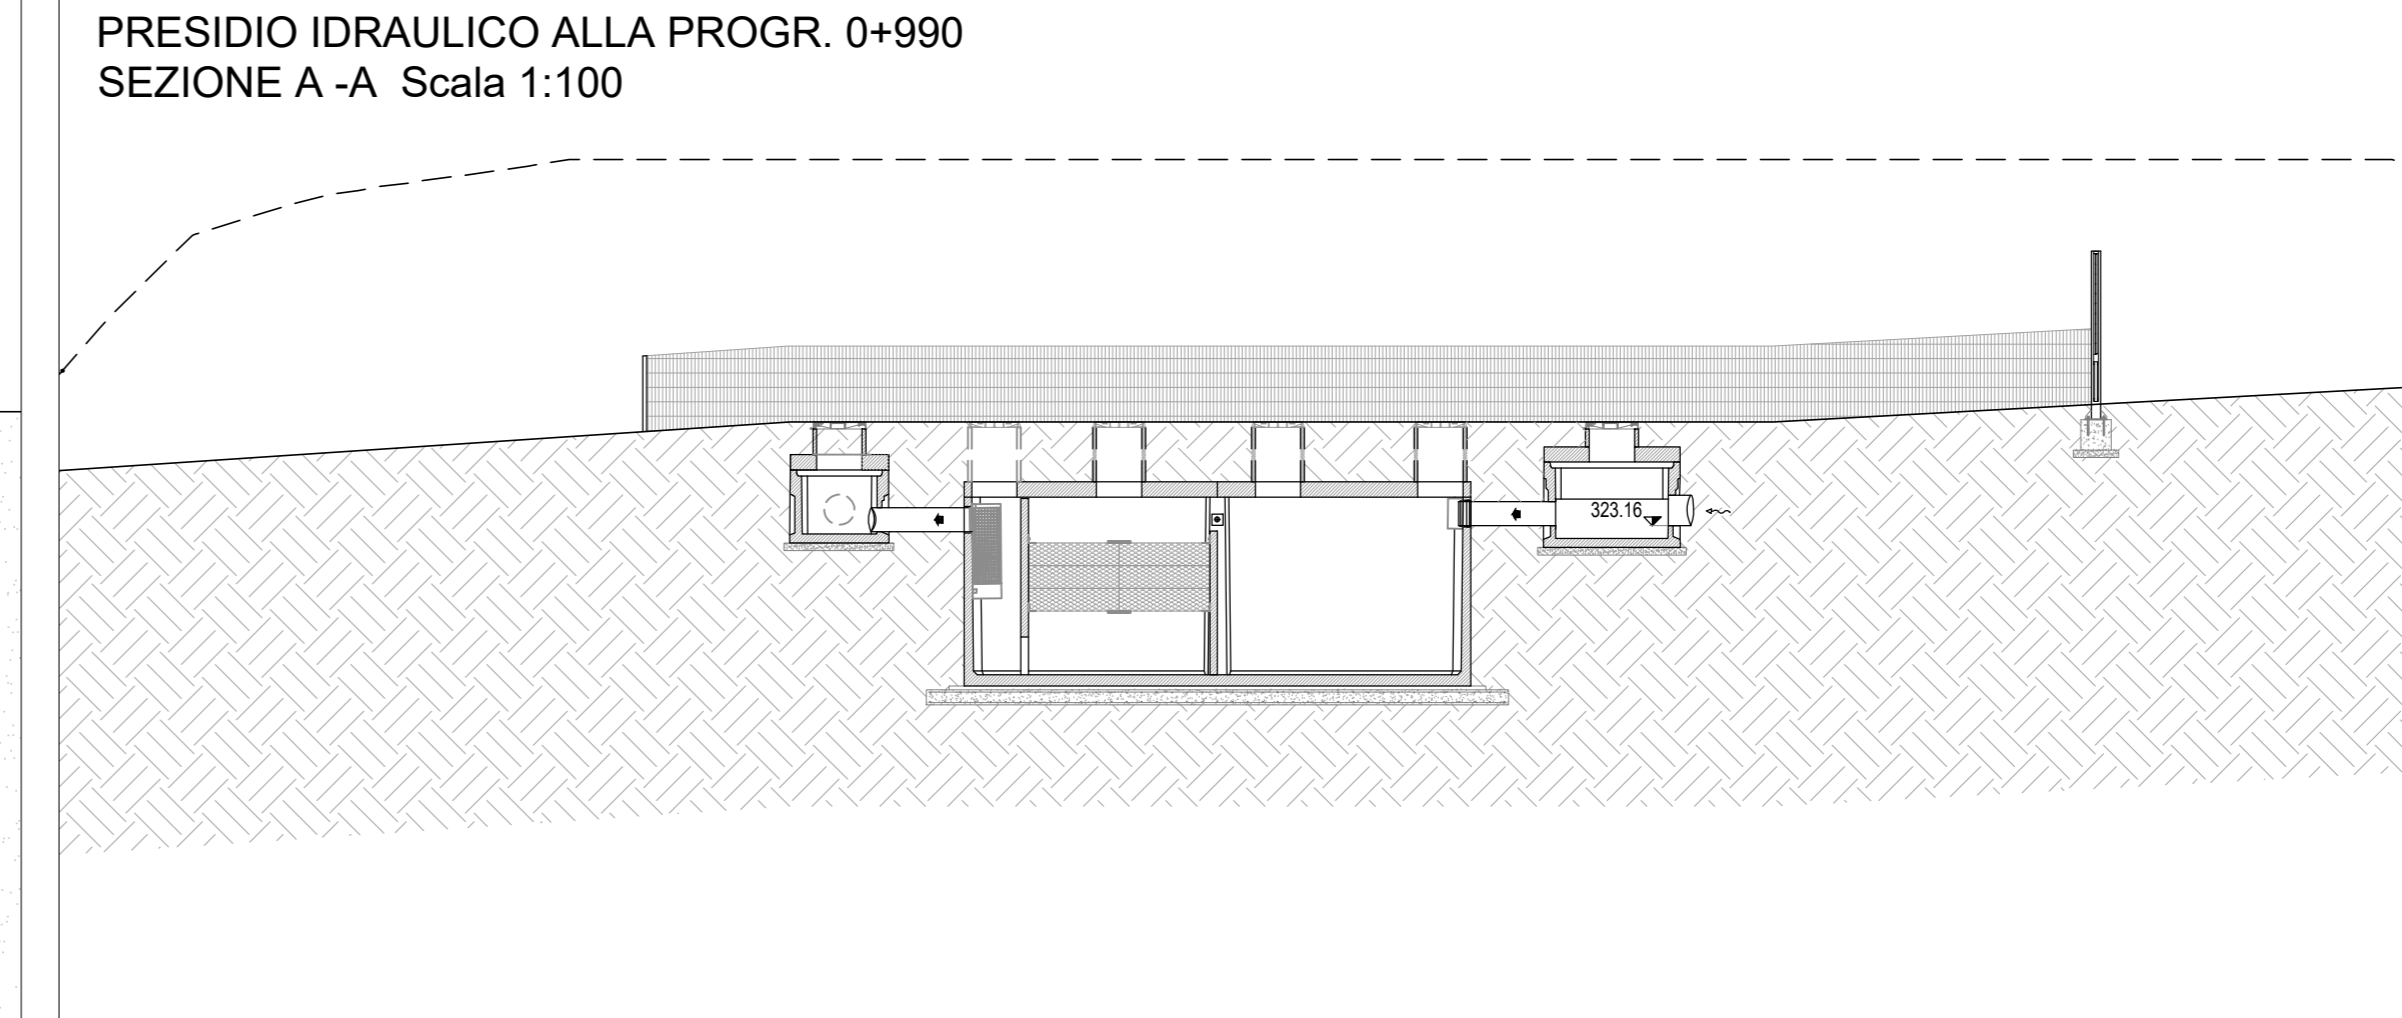 PRESIDIO IDRAULICO ALLA PROGR. 0+990
SEZIONE A -A Scala 1:100
323.16